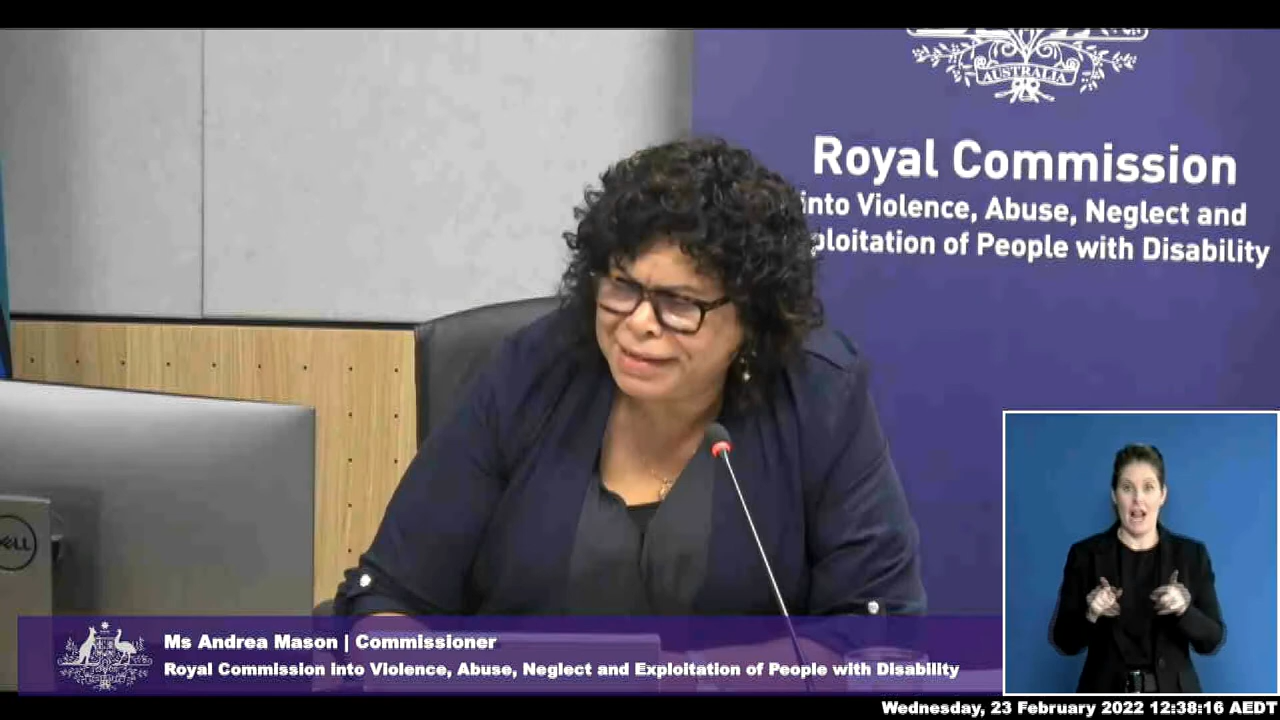 AUSTRALIA
Royal Commission
into Violence, Abuse, Neglect and
ploitation of People with Disability
DELL
Ms Andrea Mason | Commissioner
Royal Commission into Violence, Abuse, Neglect and Exploitation of People with Disability
Wednesday, 23 February 2022 12:38:16 AEDT